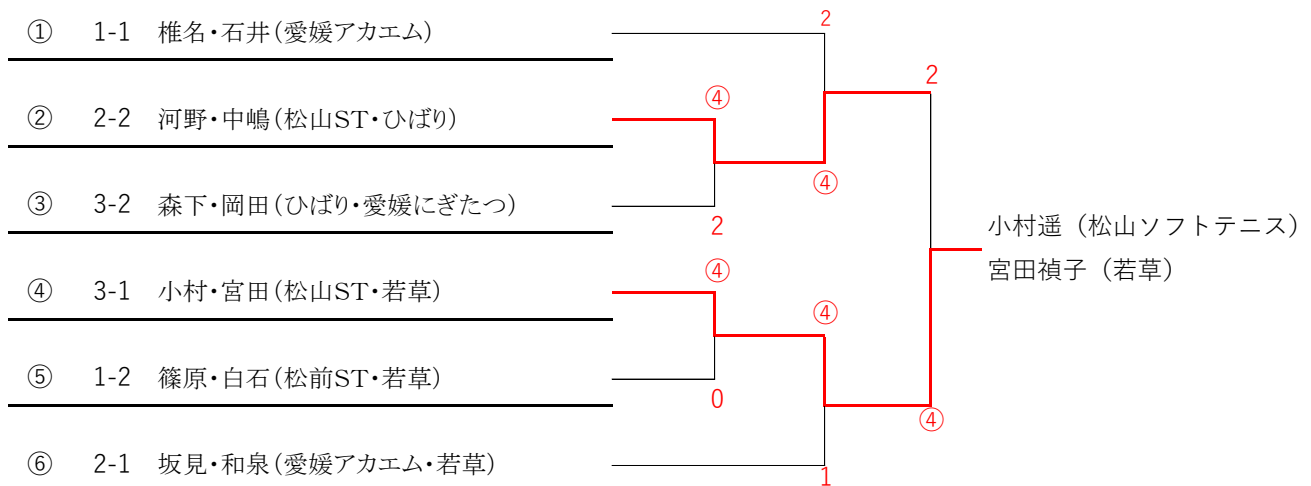 2
① 1-1 椎名・石井(愛媛アカエム)
2
④
② 2-2 河野・中嶋(松山ST・ひばり)
④
③ 3-2 森下・岡田(ひばり・愛媛にぎたつ)
2
小村遥（松山ソフトテニス）
宮田禎子（若草）
④
④ 3-1 小村・宮田(松山ST・若草)
④
⑤ 1-2 篠原・白石(松前ST・若草)
0
④
⑥ 2-1 坂見・和泉(愛媛アカエム・若草)
1